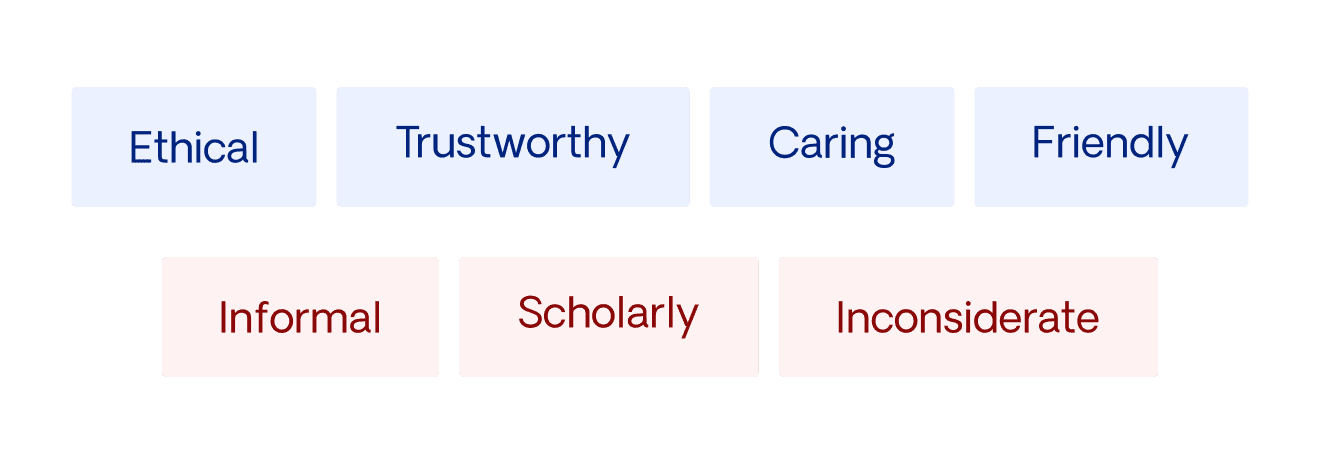 Ethical Trustworthy Caring Friendly
Informal Scholarly Inconsiderate